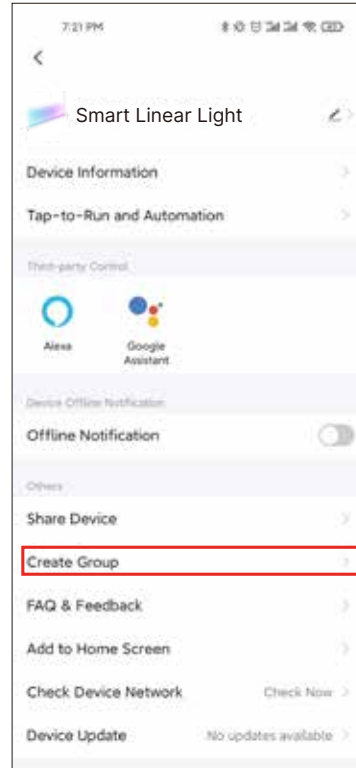 7:21 PM
Smart Linear Light
Device Information
Tap-to-Run and Automation
Third-party Control
Alexa
Google
Assistant
Device Offline Notification
Offline Notification
Others
Share Device
Create Group
FAQ & Feedback
Add to Home Screen
Check Device Network Check Now
Device Update No updates available